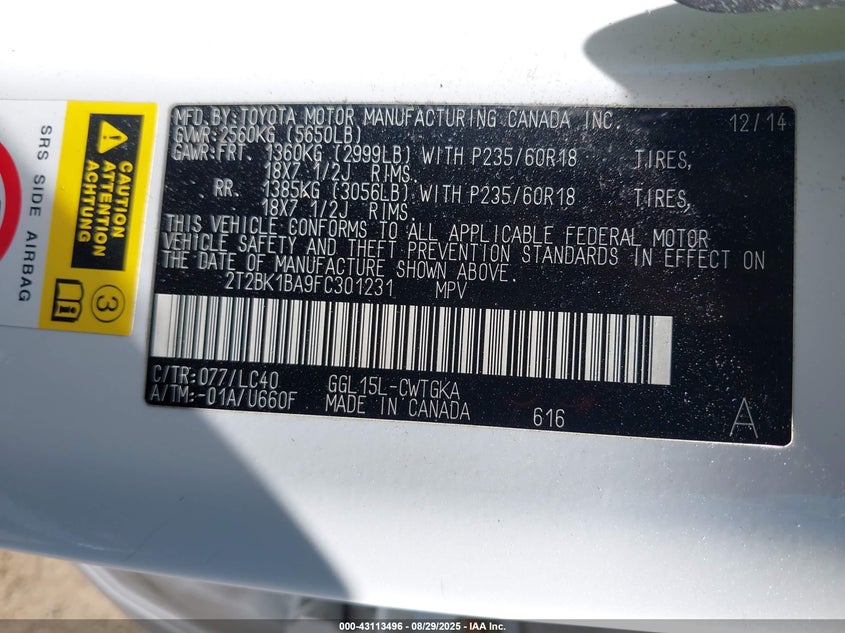 MFD. BY: TOYOTA MOTOR MANUFACTURING CANADA INC. 12/14
GVWR: 2560KG (5650LB)
GAWR: FRT. 1360KG (2999LB) WITH P235/60R18 TIRES,
18X7 1/2J RIMS.
RR. 1385KG (3056LB) WITH P235/60R18 TIRES,
18X7 1/2J RIMS.
THIS VEHICLE CONFORMS TO ALL APPLICABLE FEDERAL MOTOR
VEHICLE SAFETY AND THEFT PREVENTION STANDARDS IN EFFECT ON
THE DATE OF MANUFACTURE SHOWN ABOVE.
2T2BK1BA9FC301231 MPV
C/TR: 077/LC40 GGL15L-CWTGKA
A/TM: -01A/U660F MADE IN CANADA 616 A
SRS SIDE AIRBAG
CAUTION
ATTENTION
ACHTUNG
3
000-43113496 - 08/29/2025 - IAA Inc.